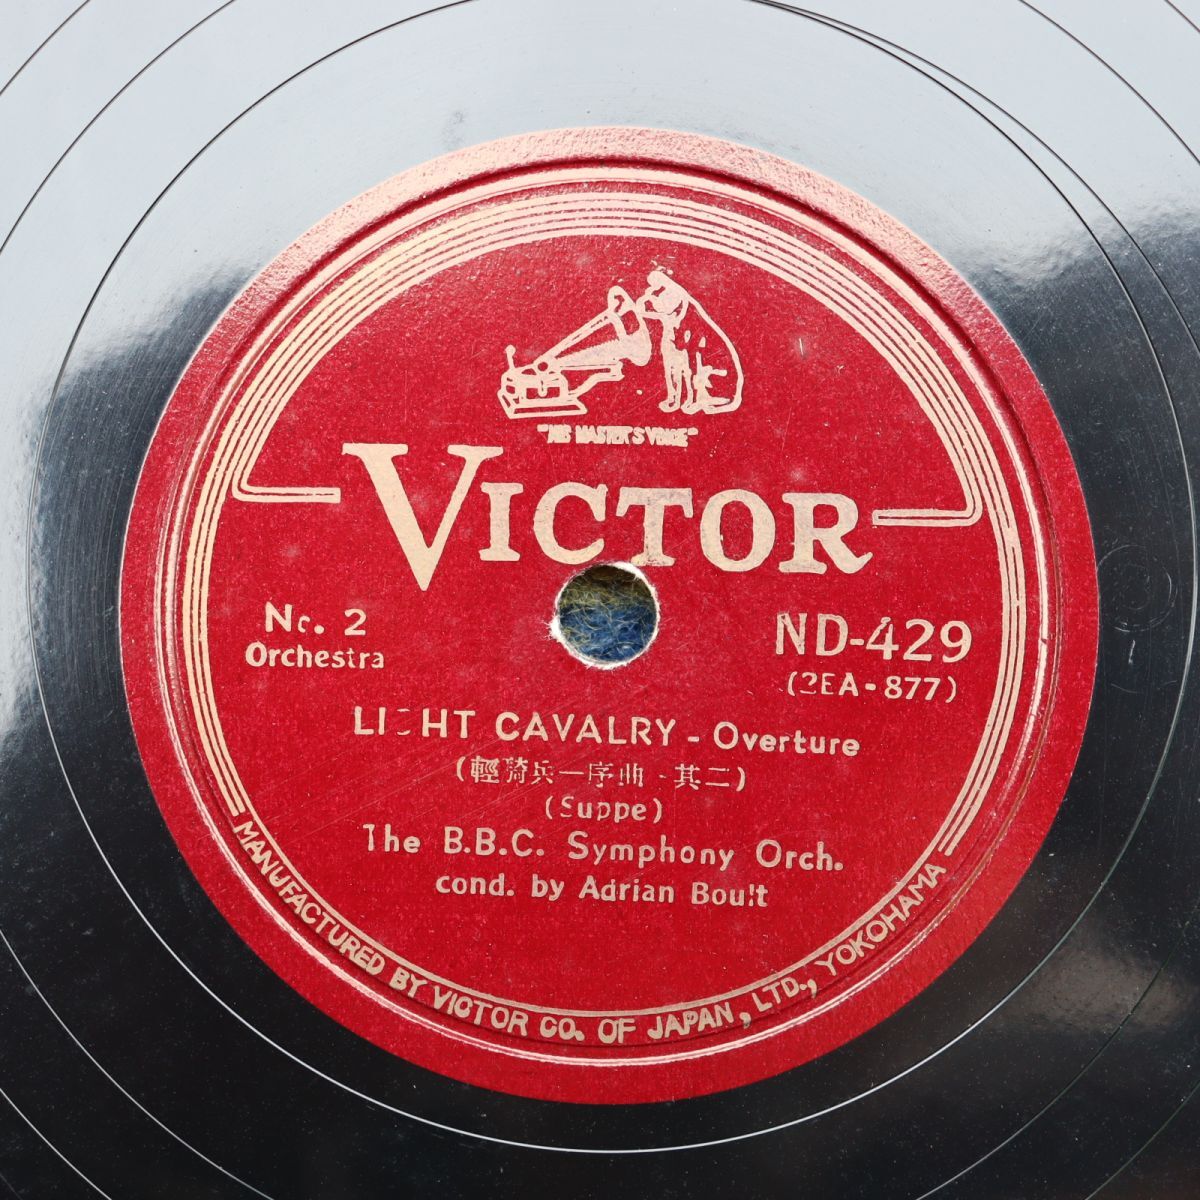 "HIS MASTER'S VOICE"
VICTOR
No. 2
Orchestra
ND-429
(2EA-877)
LIGHT CAVALRY - Overture
(輕騎兵―序曲・其二)
(Suppe)
The B.B.C. Symphony Orch.
cond. by Adrian Boult
MANUFACTURED BY VICTOR CO. OF JAPAN, LTD., YOKOHAMA